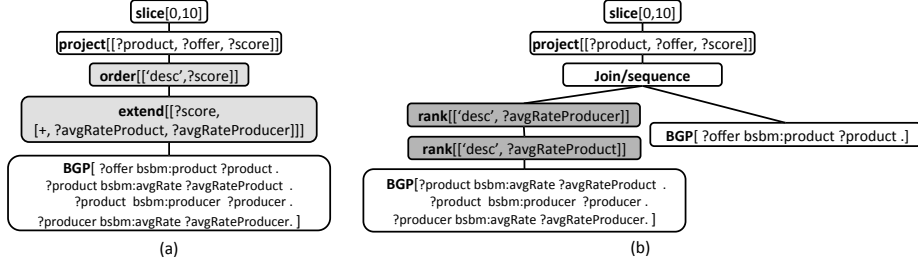 slice[0,10]
project[[?product, ?offer, ?score]]
order[['desc',?score]]
extend[[?score,
[+, ?avgRateProduct, ?avgRateProducer]]]
BGP[ ?offer bsbm:product ?product .
?product bsbm:avgRate ?avgRateProduct .
?product bsbm:producer ?producer .
?producer bsbm:avgRate ?avgRateProducer. ]
(a)
slice[0,10]
project[[?product, ?offer, ?score]]
Join/sequence
rank[['desc', ?avgRateProducer]]
rank[['desc', ?avgRateProduct]]
BGP[?product bsbm:avgRate ?avgRateProduct .
?product bsbm:producer ?producer .
?producer bsbm:avgRate ?avgRateProducer. ]
BGP[ ?offer bsbm:product ?product .]
(b)